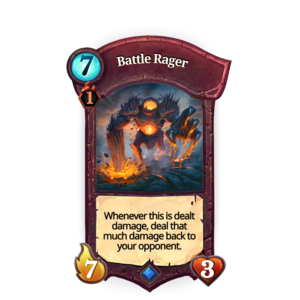 7
Battle Rager
1
Whenever this is dealt
damage, deal that
much damage back to
your opponent.
7
3